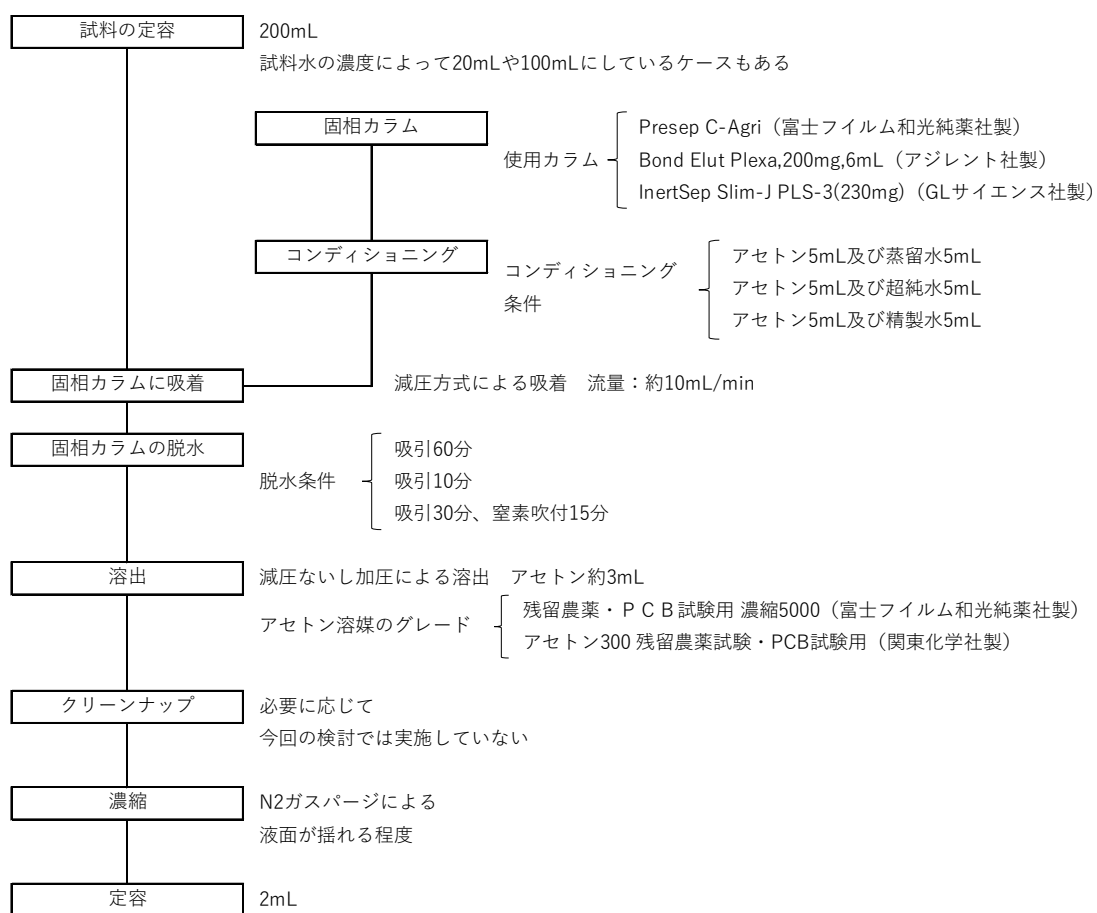 試料の定容
200mL
試料水の濃度によって20mLや100mLにしているケースもある
固相カラム
使用カラム
Presep C-Agri（富士フイルム和光純薬社製）
Bond Elut Plexa,200mg,6mL（アジレント社製）
InertSep Slim-J PLS-3(230mg)（GLサイエンス社製）
コンディショニング
コンディショニング
条件
アセトン5mL及び蒸留水5mL
アセトン5mL及び超純水5mL
アセトン5mL及び精製水5mL
固相カラムに吸着
減圧方式による吸着　流量：約10mL/min
固相カラムの脱水
脱水条件
吸引60分
吸引10分
吸引30分、窒素吹付15分
溶出
減圧ないし加圧による溶出　アセトン約3mL
アセトン溶媒のグレード
残留農薬・ＰＣＢ試験用 濃縮5000（富士フイルム和光純薬社製）
アセトン300 残留農薬試験・PCB試験用（関東化学社製）
クリーンナップ
必要に応じて
今回の検討では実施していない
濃縮
N2ガスパージによる
液面が揺れる程度
定容
2mL